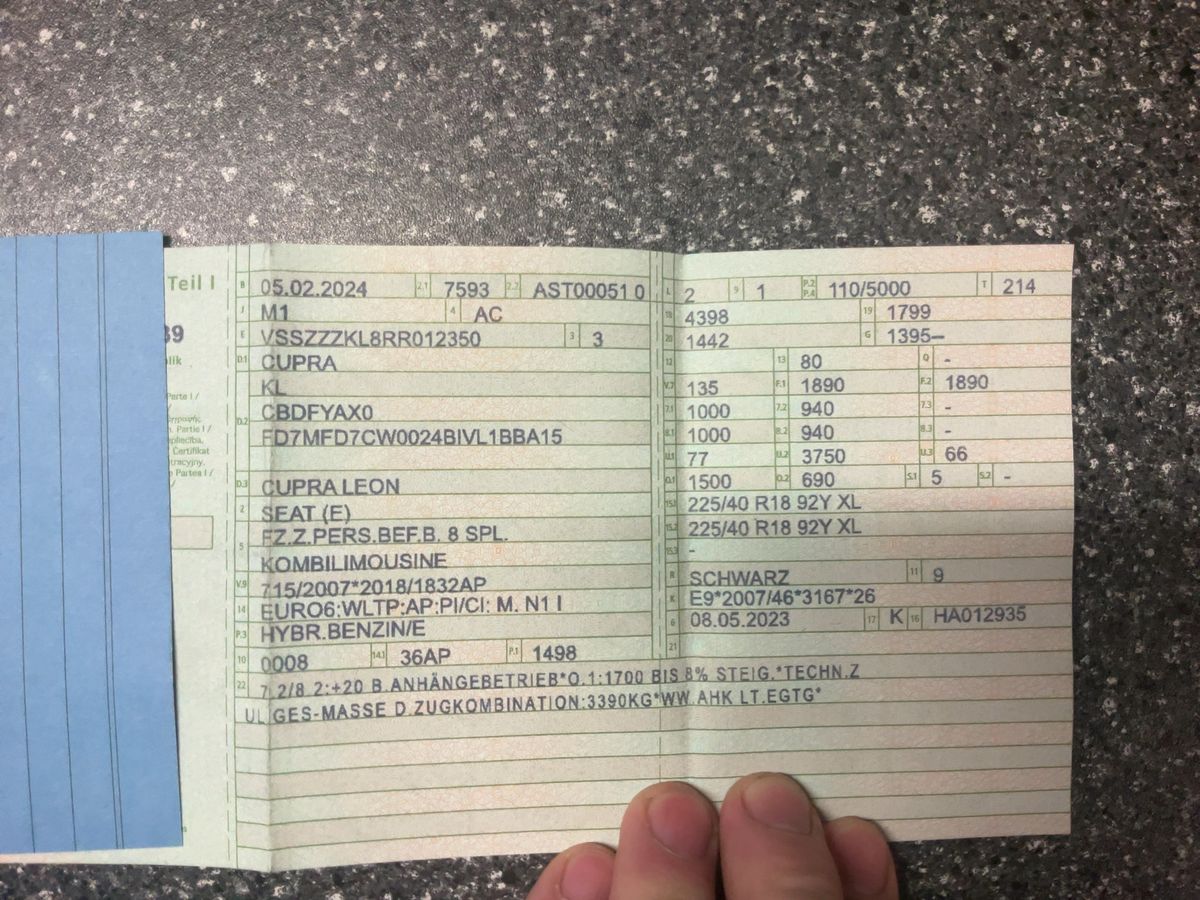 Teil I
B 05.02.2024 2.1 7593 2.2 AST00051 0
J M1 4 AC
E VSSZZZKL8RR012350 3 3
D.1 CUPRA
KL
D.2 CBDFYAX0
FD7MFD7CW0024BIVL1BBA15
D.3 CUPRA LEON
2 SEAT (E)
5 FZ.Z.PERS.BEF.B. 8 SPL.
KOMBILIMOUSINE
V.9 715/2007*2018/1832AP
14 EURO6:WLTP:AP:PI/CI: M. N1 I
P.3 HYBR.BENZIN/E
10 0008 14.1 36AP P.1 1498
L 2 9 1 P.2 P.4 110/5000 T 214
18 4398 19 1799
20 1442 G 1395–
12 13 80 Q -
V.7 135 F.1 1890 F.2 1890
7.1 1000 7.2 940 7.3 -
8.1 1000 8.2 940 8.3 -
U.1 77 U.2 3750 U.3 66
O.1 1500 O.2 690 S.1 5 S.2 -
15.1 225/40 R18 92Y XL
15.2 225/40 R18 92Y XL
15.3 -
R SCHWARZ 11 9
K E9*2007/46*3167*26
6 08.05.2023 17 K 16 HA012935
21
22 7.2/8.2:+20 B.ANHÄNGEBETRIEB*O.1:1700 BIS 8% STEIG.*TECHN.Z
UL.GES-MASSE D.ZUGKOMBINATION:3390KG*WW.AHK LT.EGTG*